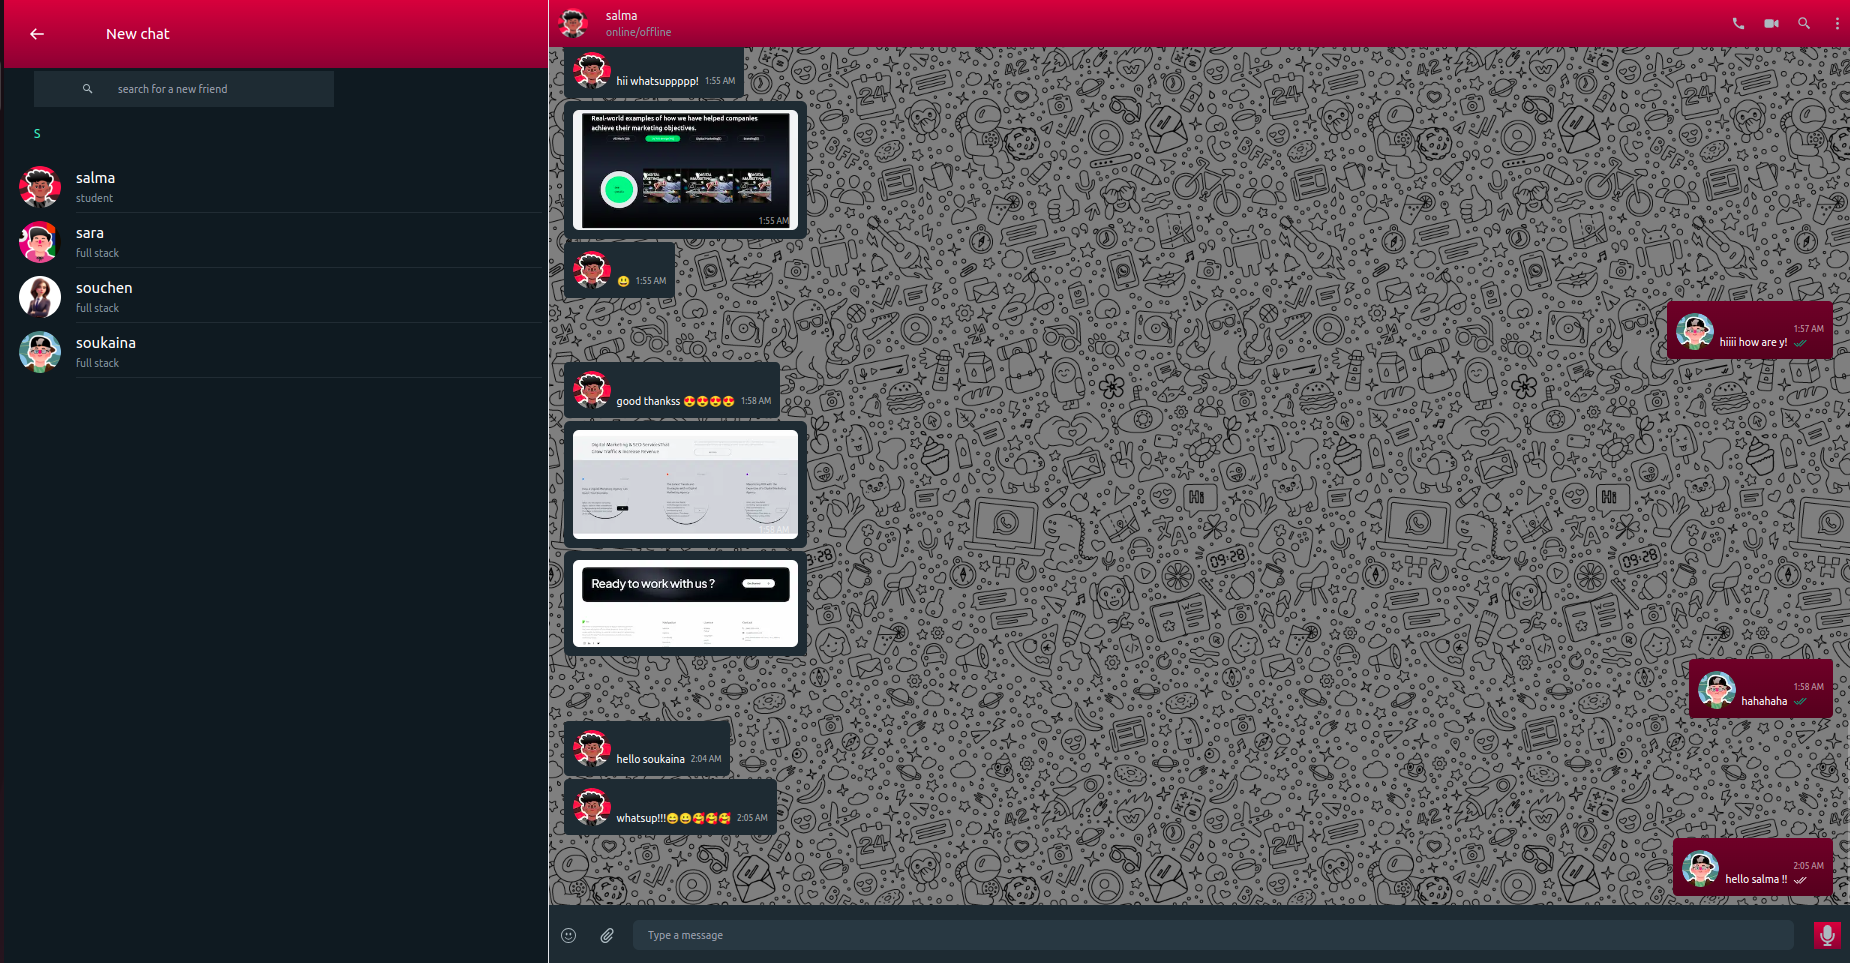 New chat
search for a new friend
S
salma
student
sara
full stack
souchen
full stack
soukaina
full stack
salma
online/offline
hii whatsuppppp! 1:55 AM
Real-world examples of how we have helped companies
achieve their marketing objectives.
1:55 AM
😃 1:55 AM
1:57 AM
hiiii how are y!
good thankss 😍😍😍😍 1:58 AM
Digital Marketing & SEO Services That
Grow Traffic & Increase Revenue
1:58 AM
Ready to work with us ?
1:58 AM
hahahaha
hello soukaina 2:04 AM
whatsup!!!😄😄🥰🥰🥰 2:05 AM
2:05 AM
hello salma !!
Type a message